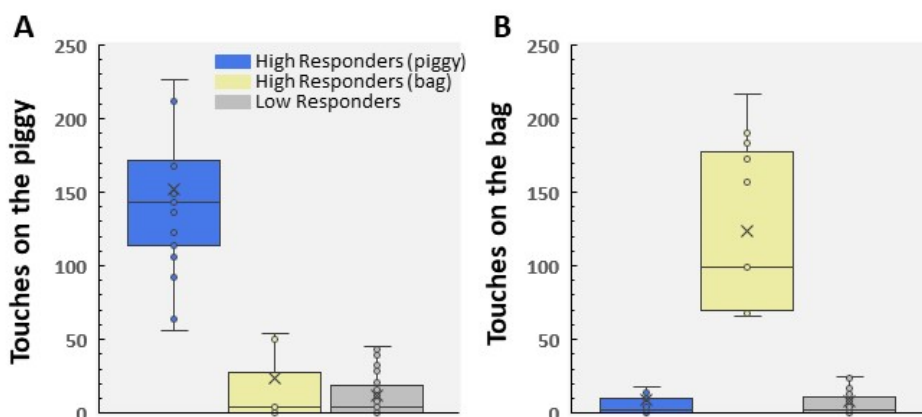 A
Touches on the piggy
250
200
150
100
50
0
High Responders (piggy)
High Responders (bag)
Low Responders
B
Touches on the bag
250
200
150
100
50
0